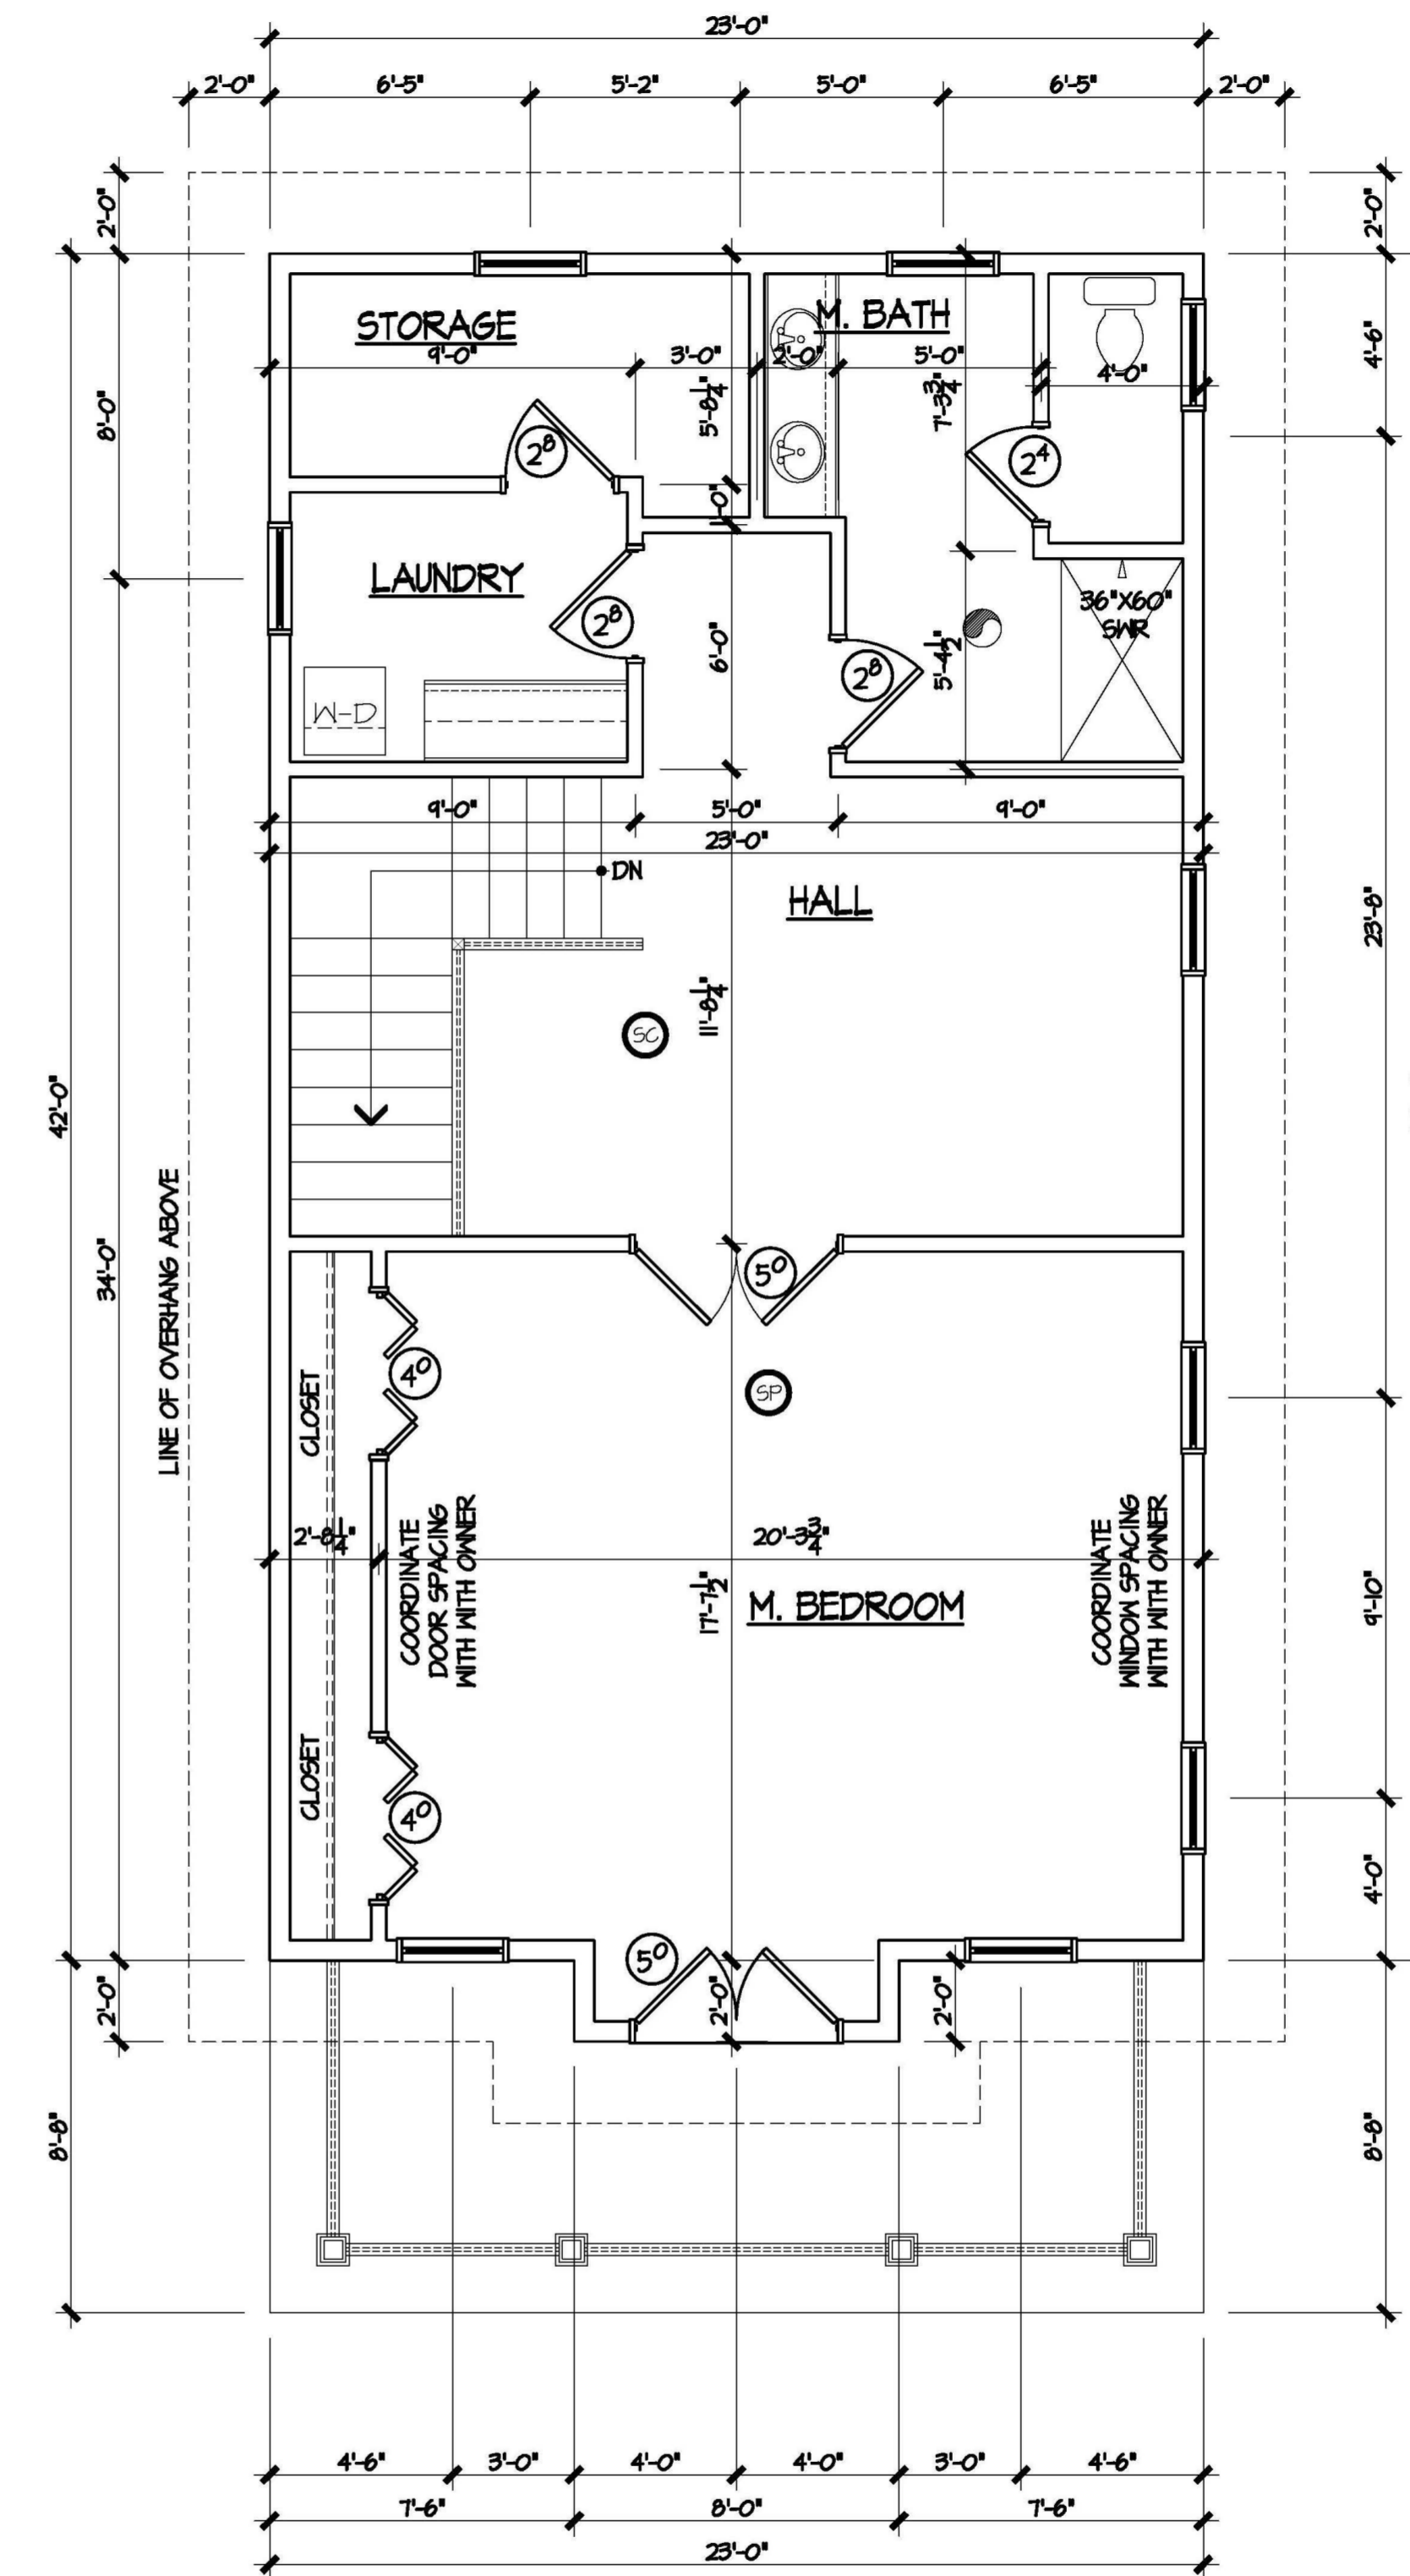 23'-0"
2'-0"
6'-5"
5'-2"
5'-0"
6'-5"
2'-0"
2'-0"
2'-0"
STORAGE
M. BATH
9'-0"
3'-0"
2'-0"
5'-0"
4'-0"
4'-6"
8'-0"
5'-8 1/4"
7'-3 3/4"
2⁸
2⁴
1'-0"
LAUNDRY
2⁸
6'-0"
2⁸
5'-4 1/2"
36"X60"
SWR
W-D
9'-0"
5'-0"
9'-0"
23'-0"
DN
HALL
23'-8"
11'-8 1/4"
SC
42'-0"
34'-0"
LINE OF OVERHANG ABOVE
5⁰
4⁰
SP
CLOSET
2'-8 1/4"
20'-3 3/4"
COORDINATE
DOOR SPACING
WITH WITH OWNER
17'-7 1/2"
M. BEDROOM
COORDINATE
WINDOW SPACING
WITH WITH OWNER
9'-10"
CLOSET
4⁰
4'-0"
5⁰
2'-0"
2'-0"
2'-0"
8'-8"
8'-8"
4'-6"
3'-0"
4'-0"
4'-0"
3'-0"
4'-6"
7'-6"
8'-0"
7'-6"
23'-0"